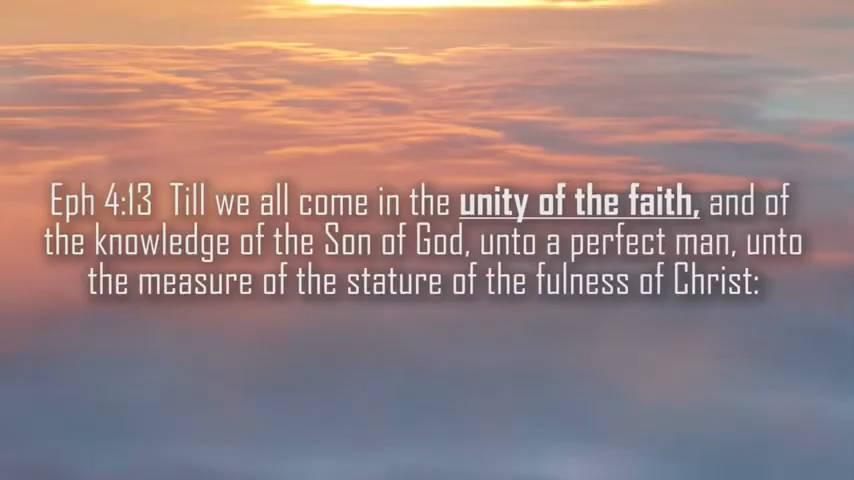 Eph 4:13 Till we all come in the unity of the faith, and of
the knowledge of the Son of God, unto a perfect man, unto
the measure of the stature of the fulness of Christ: